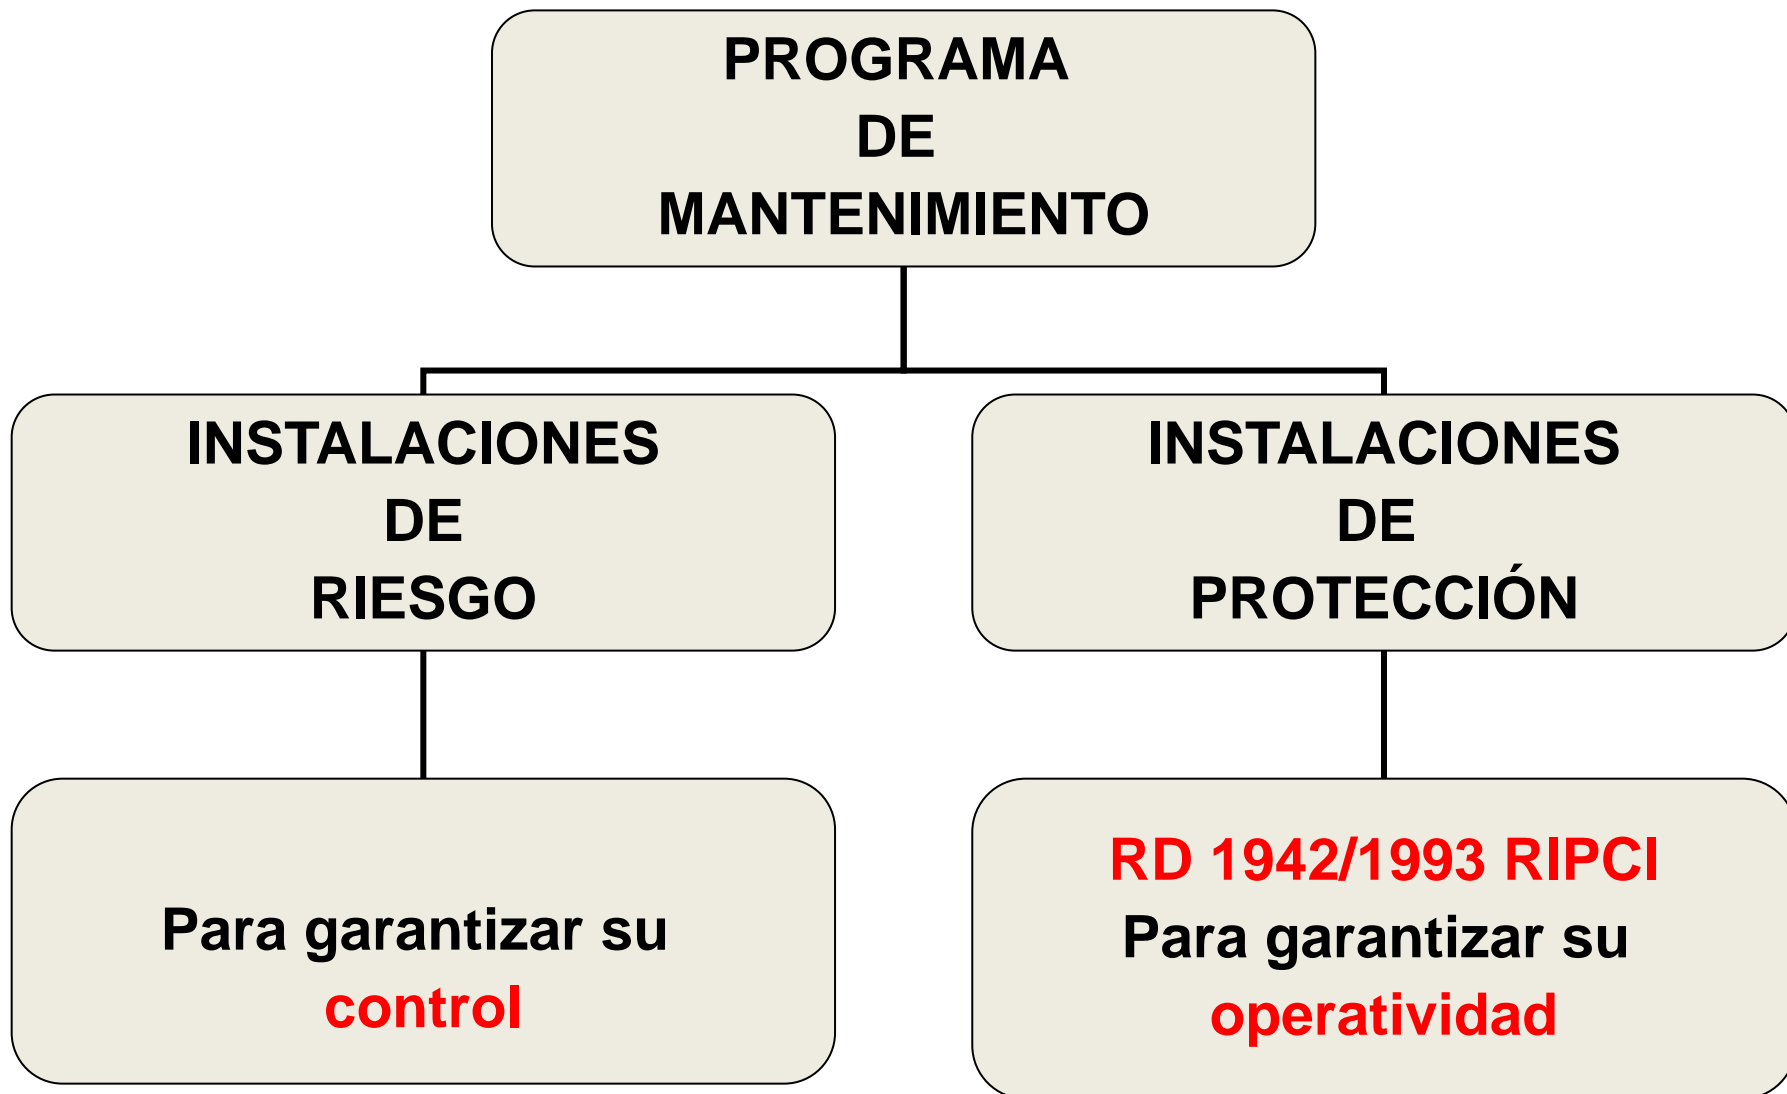 PROGRAMA
DE
MANTENIMIENTO
INSTALACIONES
DE
RIESGO
INSTALACIONES
DE
PROTECCIÓN
Para garantizar su
control
RD 1942/1993 RIPCI
Para garantizar su
operatividad